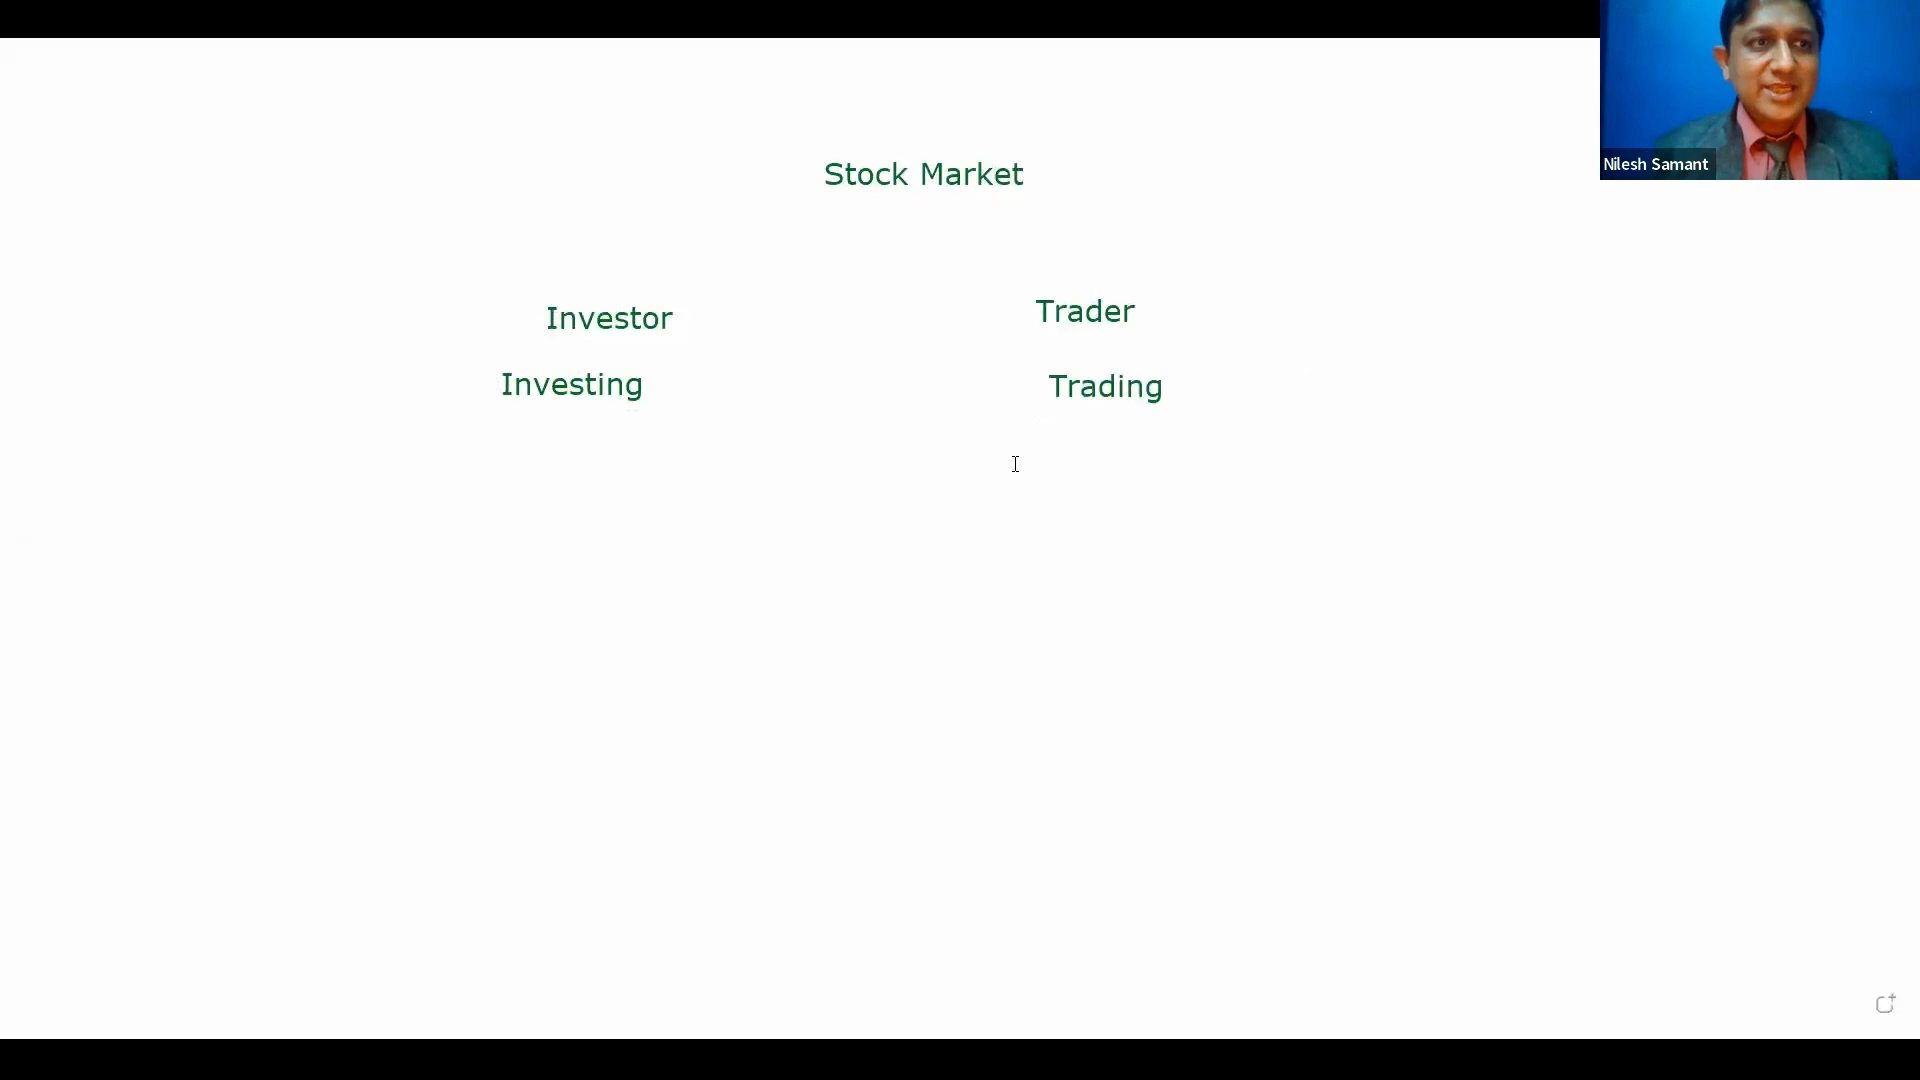 Nilesh Samant
Stock Market
Investor
Trader
Investing
Trading